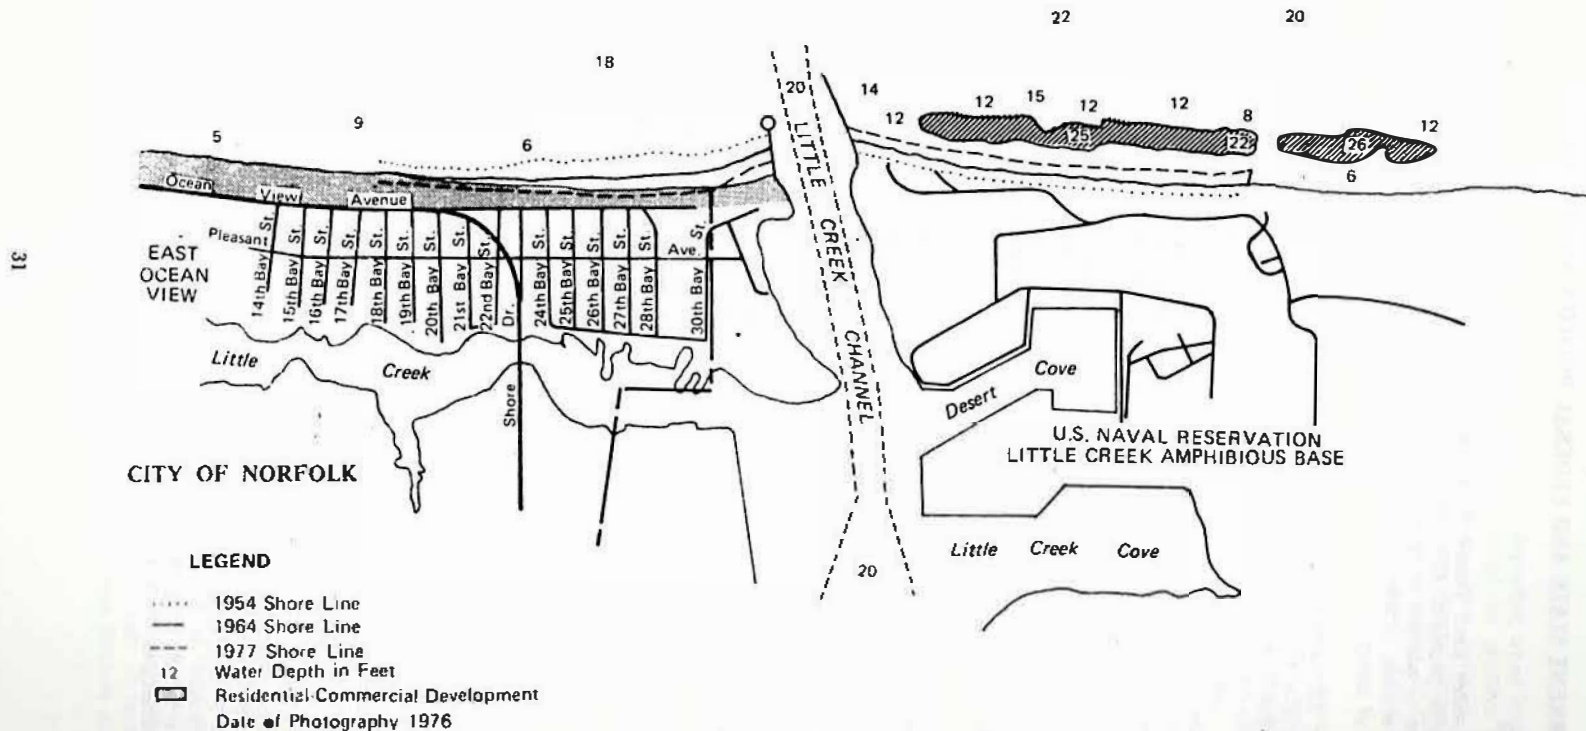 22
20
18
20
14
12
12
15
12
12
8
12
5
9
6
25
22
26
6
LITTLE CREEK CHANNEL
Ocean View Avenue
Pleasant Ave.
EAST
OCEAN
VIEW
14th Bay St.
15th Bay St.
16th Bay St.
17th Bay St.
18th Bay St.
19th Bay St.
20th Bay St.
21st Bay St.
22nd Bay St.
Shore Dr.
24th Bay St.
25th Bay St.
26th Bay St.
27th Bay St.
28th Bay St.
30th Bay St.
31
Little Creek
Desert Cove
U.S. NAVAL RESERVATION
LITTLE CREEK AMPHIBIOUS BASE
CITY OF NORFOLK
Little Creek Cove
20
LEGEND
1954 Shore Line
1964 Shore Line
1977 Shore Line
12 Water Depth in Feet
Residential-Commercial Development
Date of Photography 1976